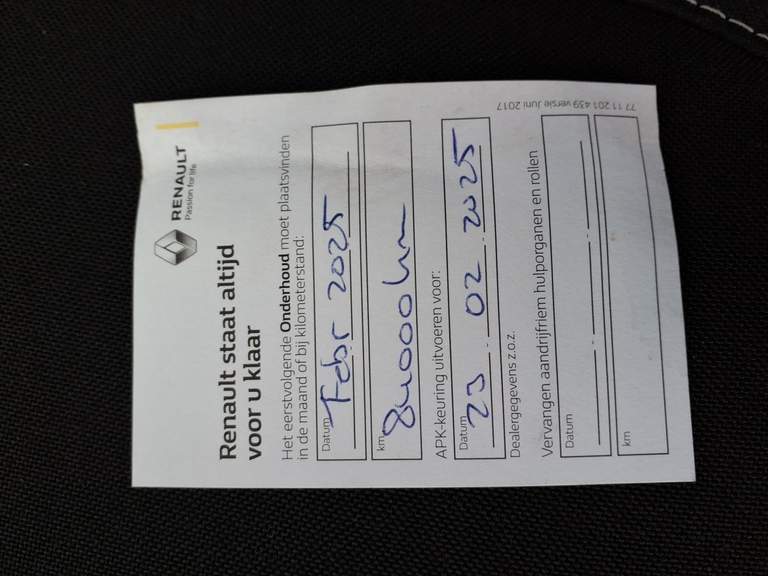 RENAULT
Passion for life
Renault staat altijd
voor u klaar
Het eerstvolgende Onderhoud moet plaatsvinden
in de maand of bij kilometerstand:
Datum Febr 2025
km 84000 km
APK-keuring uitvoeren voor:
Datum 23 . 02 . 2025
Dealergegevens z.o.z.
Vervangen aandrijfriem hulporganen en rollen
Datum
km
77 11 201 439 versie Juni 2017